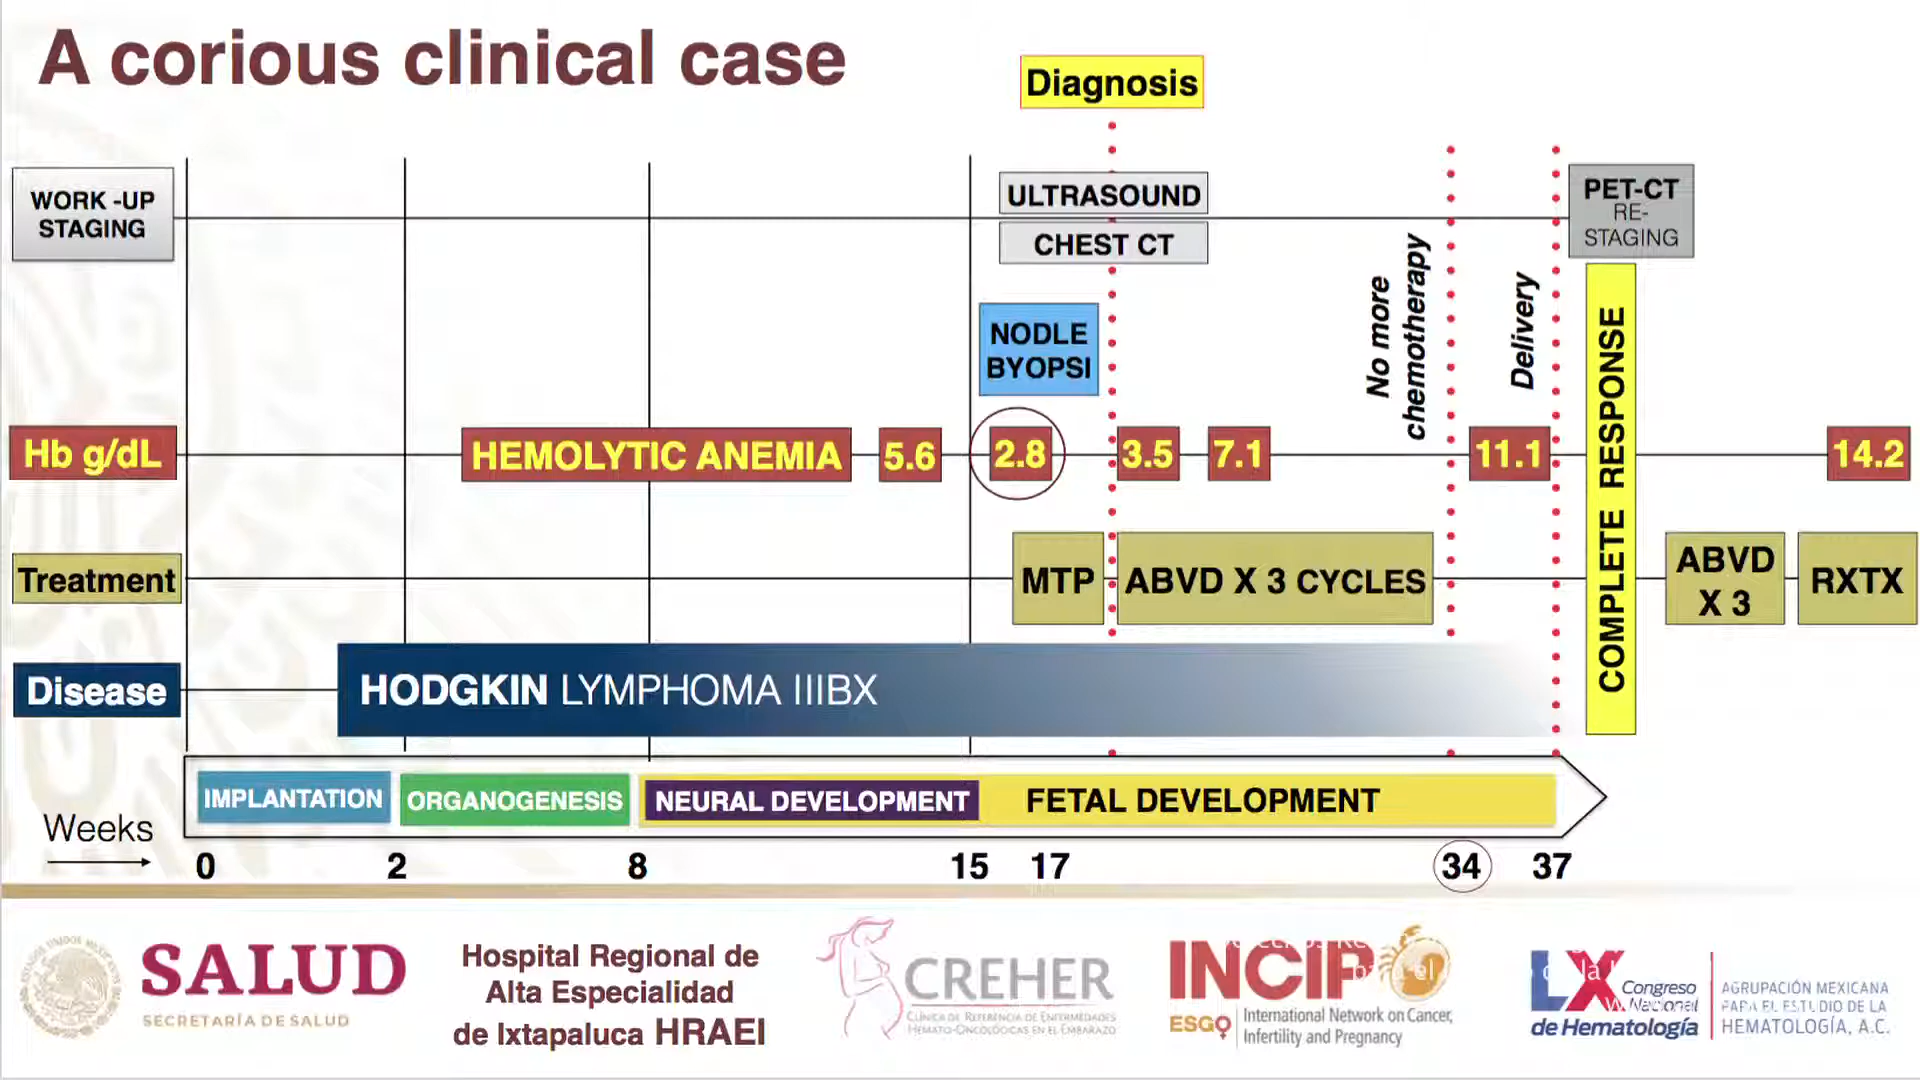 A corious clinical case
Diagnosis
WORK -UP
STAGING
ULTRASOUND
CHEST CT
PET-CT
RE-
STAGING
No more
chemotherapy
Delivery
NODLE
BYOPSI
COMPLETE RESPONSE
Hb g/dL
HEMOLYTIC ANEMIA
5.6
2.8
3.5
7.1
11.1
14.2
Treatment
MTP
ABVD X 3 CYCLES
ABVD
X 3
RXTX
Disease
HODGKIN LYMPHOMA IIIBX
IMPLANTATION
ORGANOGENESIS
NEURAL DEVELOPMENT
FETAL DEVELOPMENT
Weeks
0
2
8
15
17
34
37
SALUD
SECRETARÍA DE SALUD
Hospital Regional de
Alta Especialidad
de Ixtapaluca HRAEI
CREHER
CLÍNICA DE REFERENCIA DE ENFERMEDADES
HEMATO-ONCOLÓGICAS EN EL EMBARAZO
INCIP
ESGO
International Network on Cancer,
Infertility and Pregnancy
LX
Congreso
Nacional
de Hematología
AGRUPACIÓN MEXICANA
PARA EL ESTUDIO DE LA
HEMATOLOGÍA, A.C.